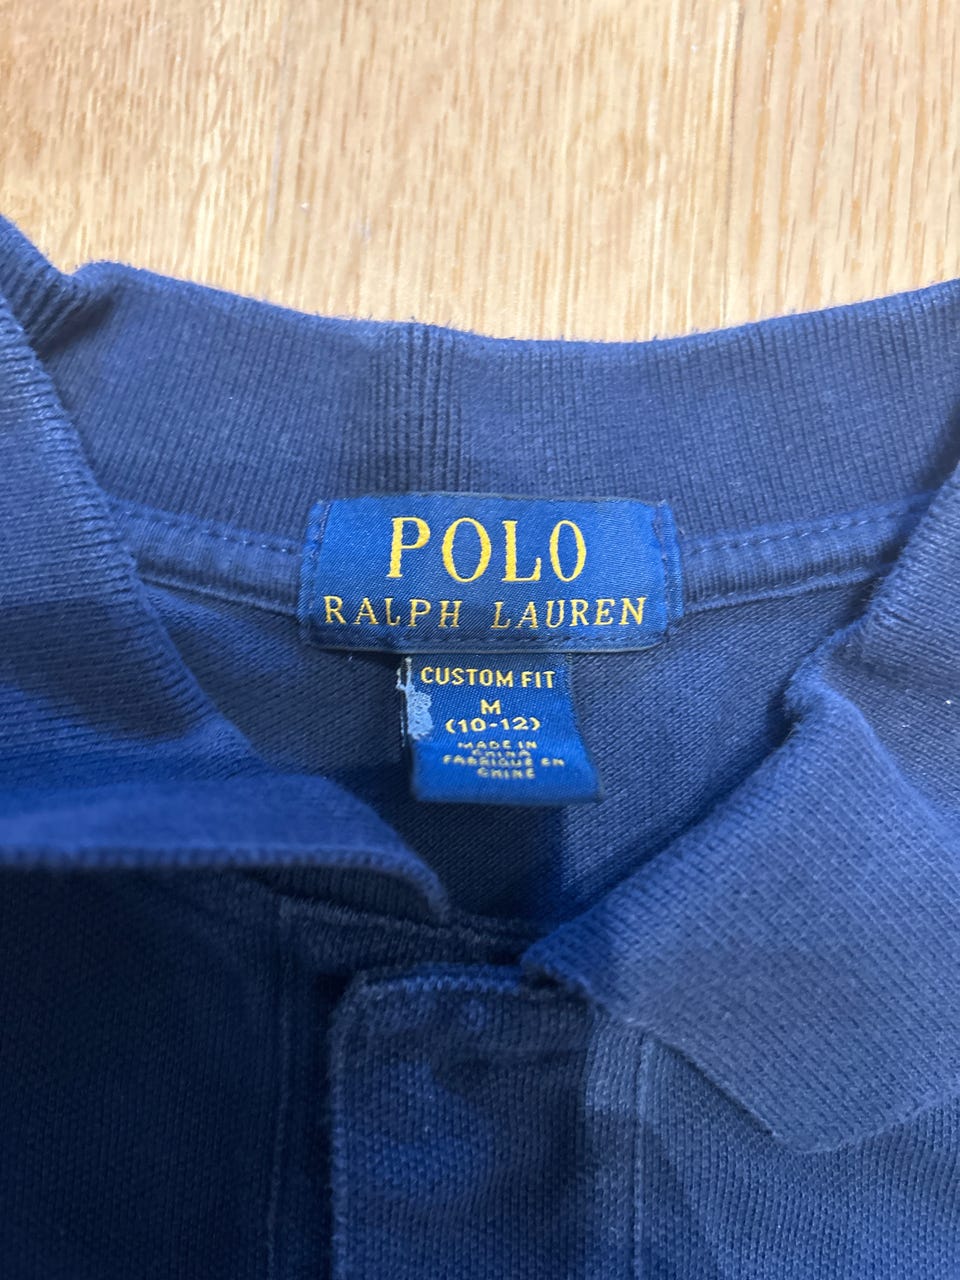 POLO
RALPH LAUREN
CUSTOM FIT
M
(10-12)
MADE IN
CHINA
FABRIQUÉ EN
CHINE